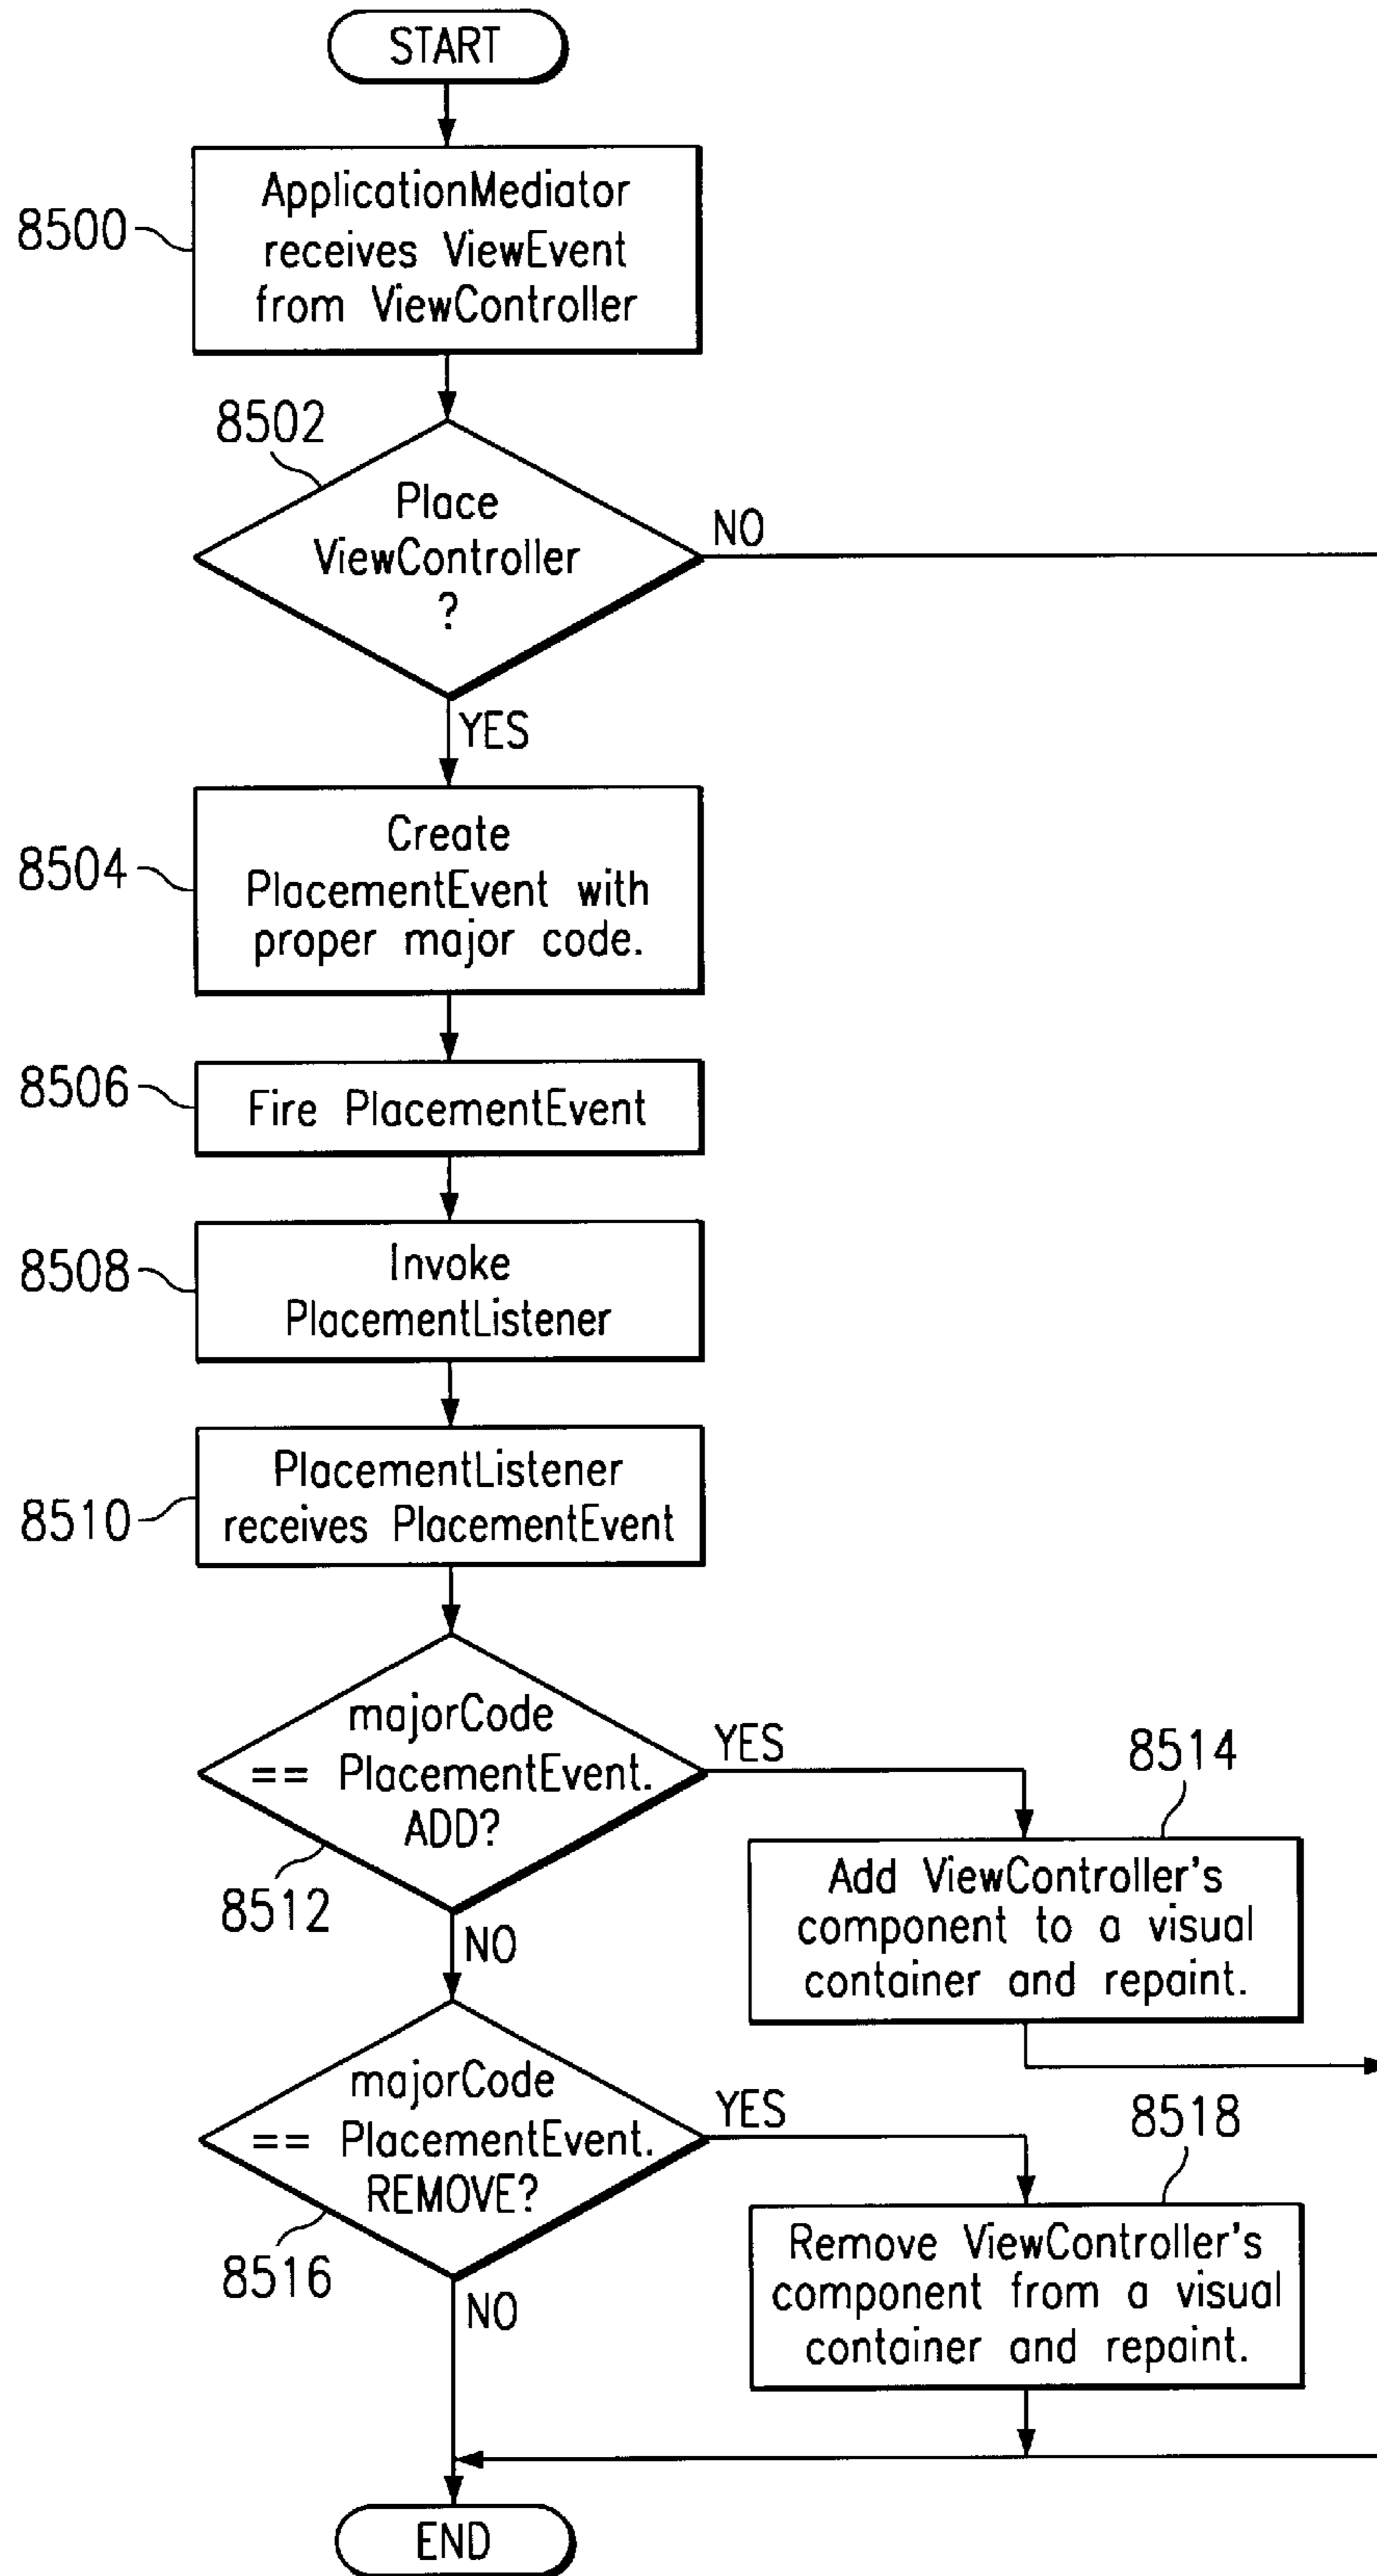 START
8500
ApplicationMediator
receives ViewEvent
from ViewController
8502
Place
ViewController
?
NO
YES
8504
Create
PlacementEvent with
proper major code.
8506
Fire PlacementEvent
8508
Invoke
PlacementListener
8510
PlacementListener
receives PlacementEvent
majorCode
== PlacementEvent.
ADD?
YES
8512
NO
8514
Add ViewController's
component to a visual
container and repaint.
majorCode
== PlacementEvent.
REMOVE?
YES
8516
NO
8518
Remove ViewController's
component from a visual
container and repaint.
END